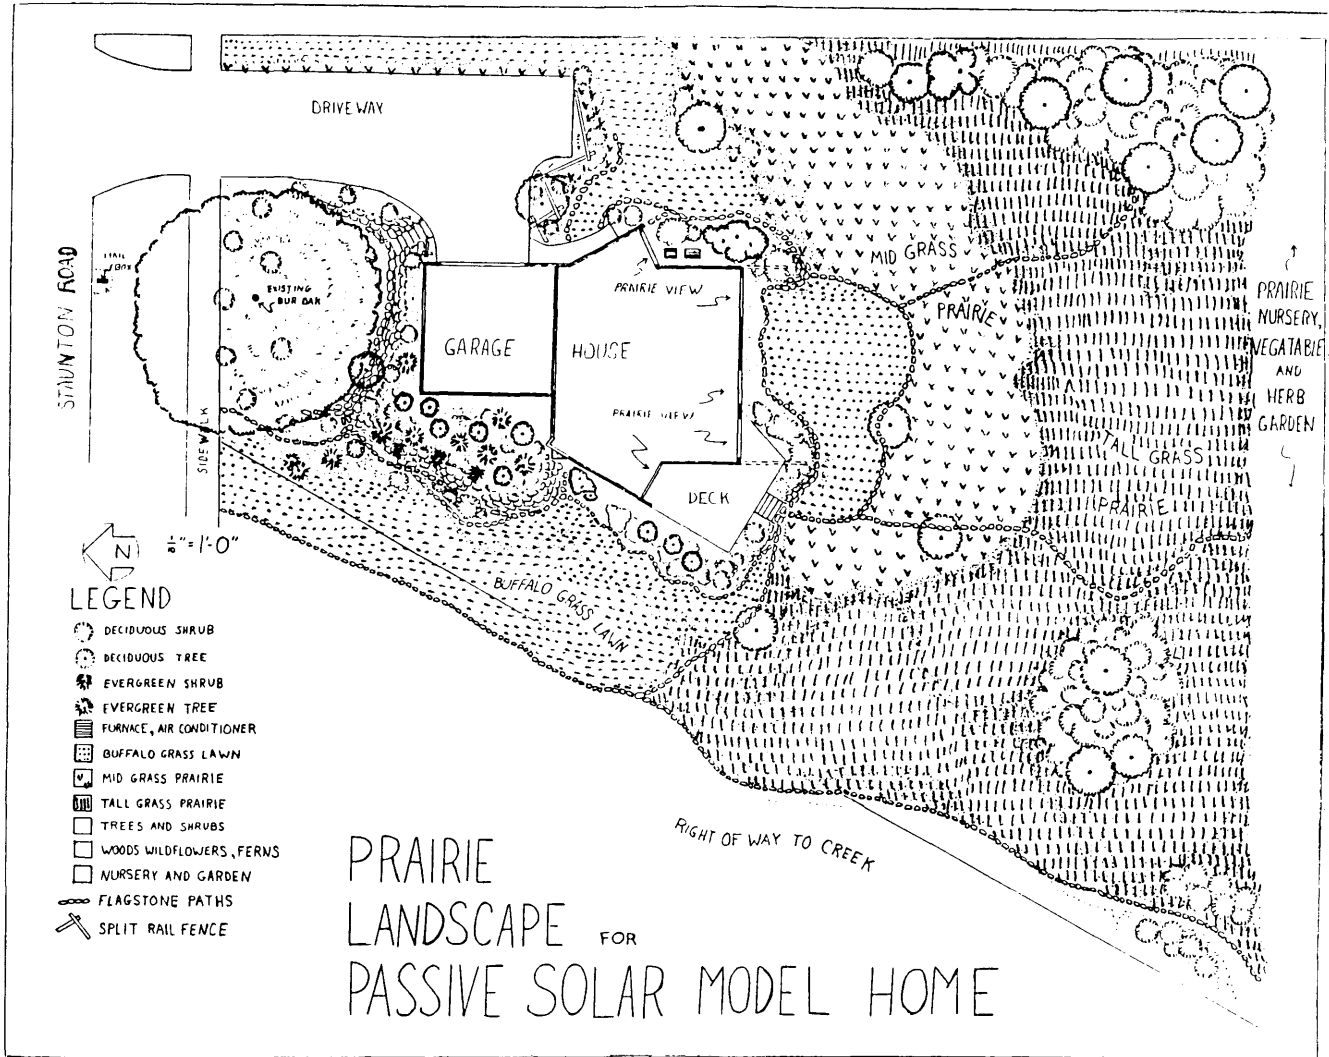 DRIVEWAY
STAUNTON ROAD
MAIL
BOX
EXISTING
BUR OAK
SIDEWALK
GARAGE
HOUSE
PRAIRIE VIEW
PRAIRIE VIEW
DECK
MID GRASS
PRAIRIE
TALL GRASS
PRAIRIE
PRAIRIE
NURSERY,
VEGATABLE
AND
HERB
GARDEN
BUFFALO GRASS LAWN
RIGHT OF WAY TO CREEK
N
1/8" = 1'-0"
LEGEND
DECIDUOUS SHRUB
DECIDUOUS TREE
EVERGREEN SHRUB
EVERGREEN TREE
FURNACE, AIR CONDITIONER
BUFFALO GRASS LAWN
MID GRASS PRAIRIE
TALL GRASS PRAIRIE
TREES AND SHRUBS
WOODS WILDFLOWERS, FERNS
NURSERY AND GARDEN
FLAGSTONE PATHS
SPLIT RAIL FENCE
PRAIRIE
LANDSCAPE FOR
PASSIVE SOLAR MODEL HOME